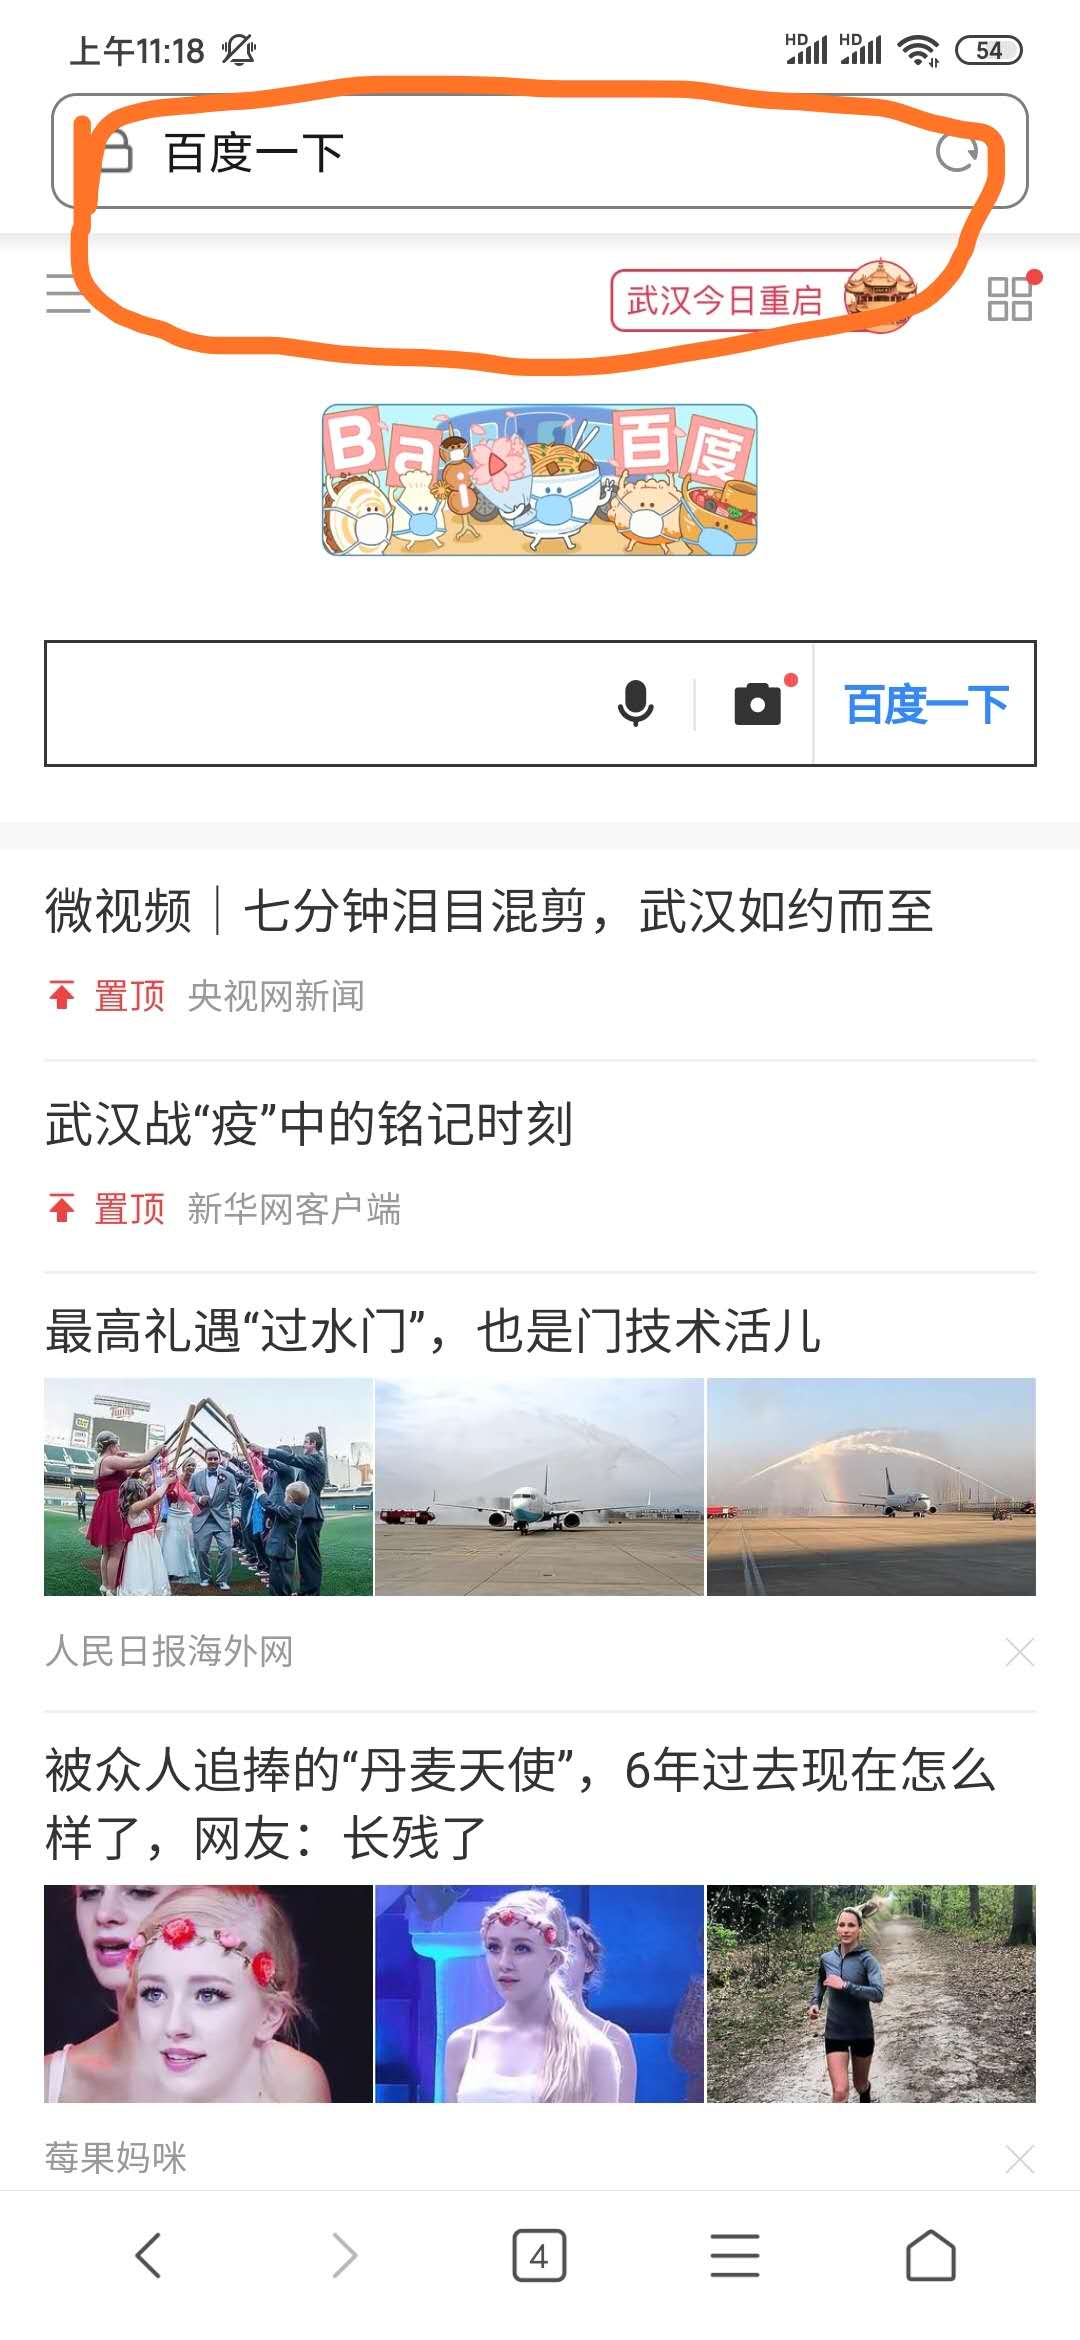 上午11:18
HD HD 54
百度一下
武汉今日重启
Bai百度
百度一下
微视频｜七分钟泪目混剪，武汉如约而至
置顶 央视网新闻
武汉战“疫”中的铭记时刻
置顶 新华网客户端
最高礼遇“过水门”，也是门技术活儿
Twins
人民日报海外网
被众人追捧的“丹麦天使”，6年过去现在怎么
样了，网友：长残了
莓果妈咪
4